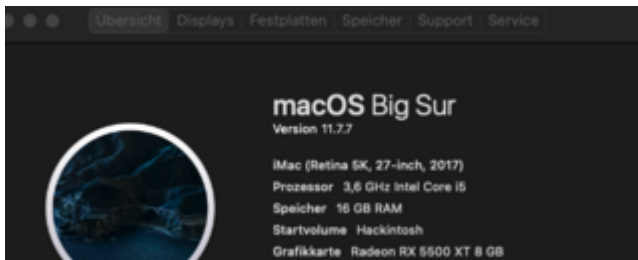 Übersicht Displays Festplatten Speicher Support Service
macOS Big Sur
Version 11.7.7
iMac (Retina 5K, 27-inch, 2017)
Prozessor 3,6 GHz Intel Core i5
Speicher 16 GB RAM
Startvolume Hackintosh
Grafikkarte Radeon RX 5500 XT 8 GB